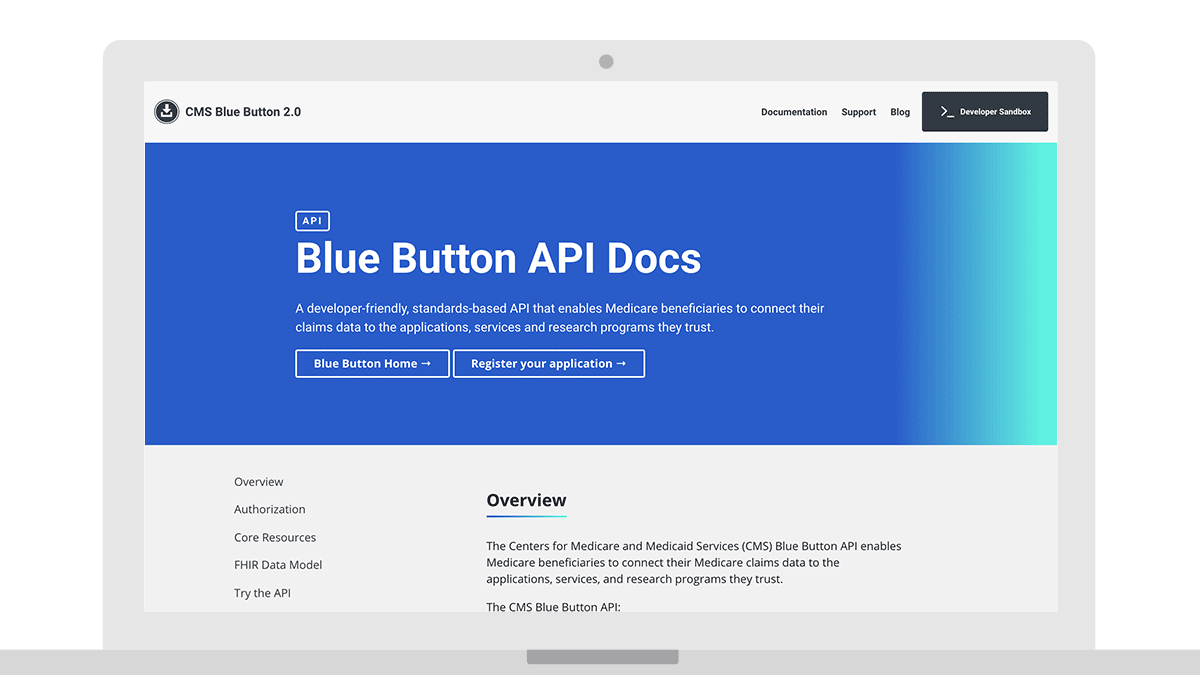 CMS Blue Button 2.0
Documentation Support Blog >_ Developer Sandbox
API
Blue Button API Docs
A developer-friendly, standards-based API that enables Medicare beneficiaries to connect their
claims data to the applications, services and research programs they trust.
Blue Button Home → Register your application →
Overview
Authorization
Core Resources
FHIR Data Model
Try the API
Overview
The Centers for Medicare and Medicaid Services (CMS) Blue Button API enables
Medicare beneficiaries to connect their Medicare claims data to the
applications, services, and research programs they trust.
The CMS Blue Button API: